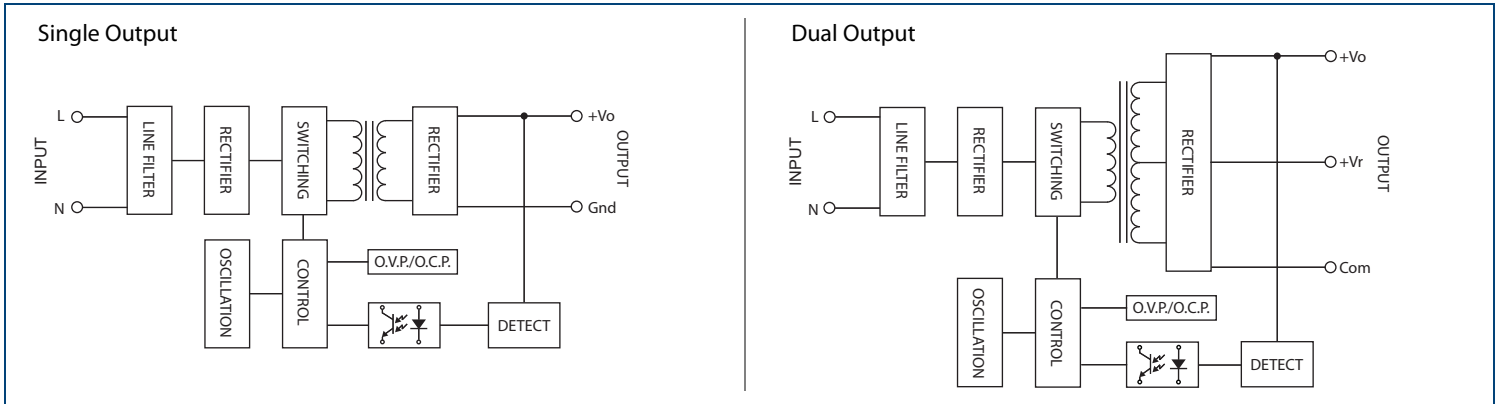 Single Output
L
N
INPUT
LINE FILTER
RECTIFIER
SWITCHING
RECTIFIER
+Vo
Gnd
OUTPUT
OSCILLATION
CONTROL
O.V.P./O.C.P.
DETECT
Dual Output
L
N
INPUT
LINE FILTER
RECTIFIER
SWITCHING
RECTIFIER
+Vo
+Vr
Com
OUTPUT
OSCILLATION
CONTROL
O.V.P./O.C.P.
DETECT